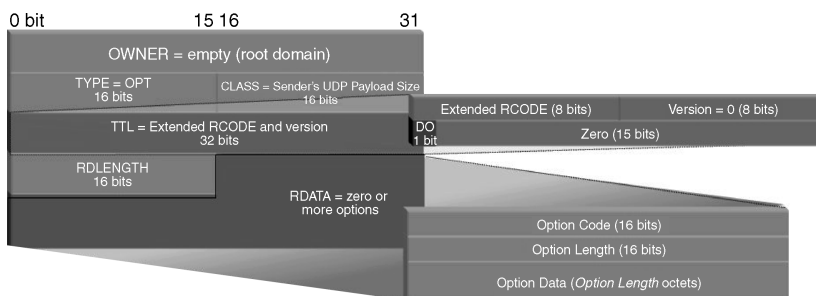 0 bit 15 16 31
OWNER = empty (root domain)
TYPE = OPT
16 bits
CLASS = Sender's UDP Payload Size
16 bits
Extended RCODE (8 bits) Version = 0 (8 bits)
TTL = Extended RCODE and version
32 bits
DO
1 bit
Zero (15 bits)
RDLENGTH
16 bits
RDATA = zero or
more options
Option Code (16 bits)
Option Length (16 bits)
Option Data (Option Length octets)